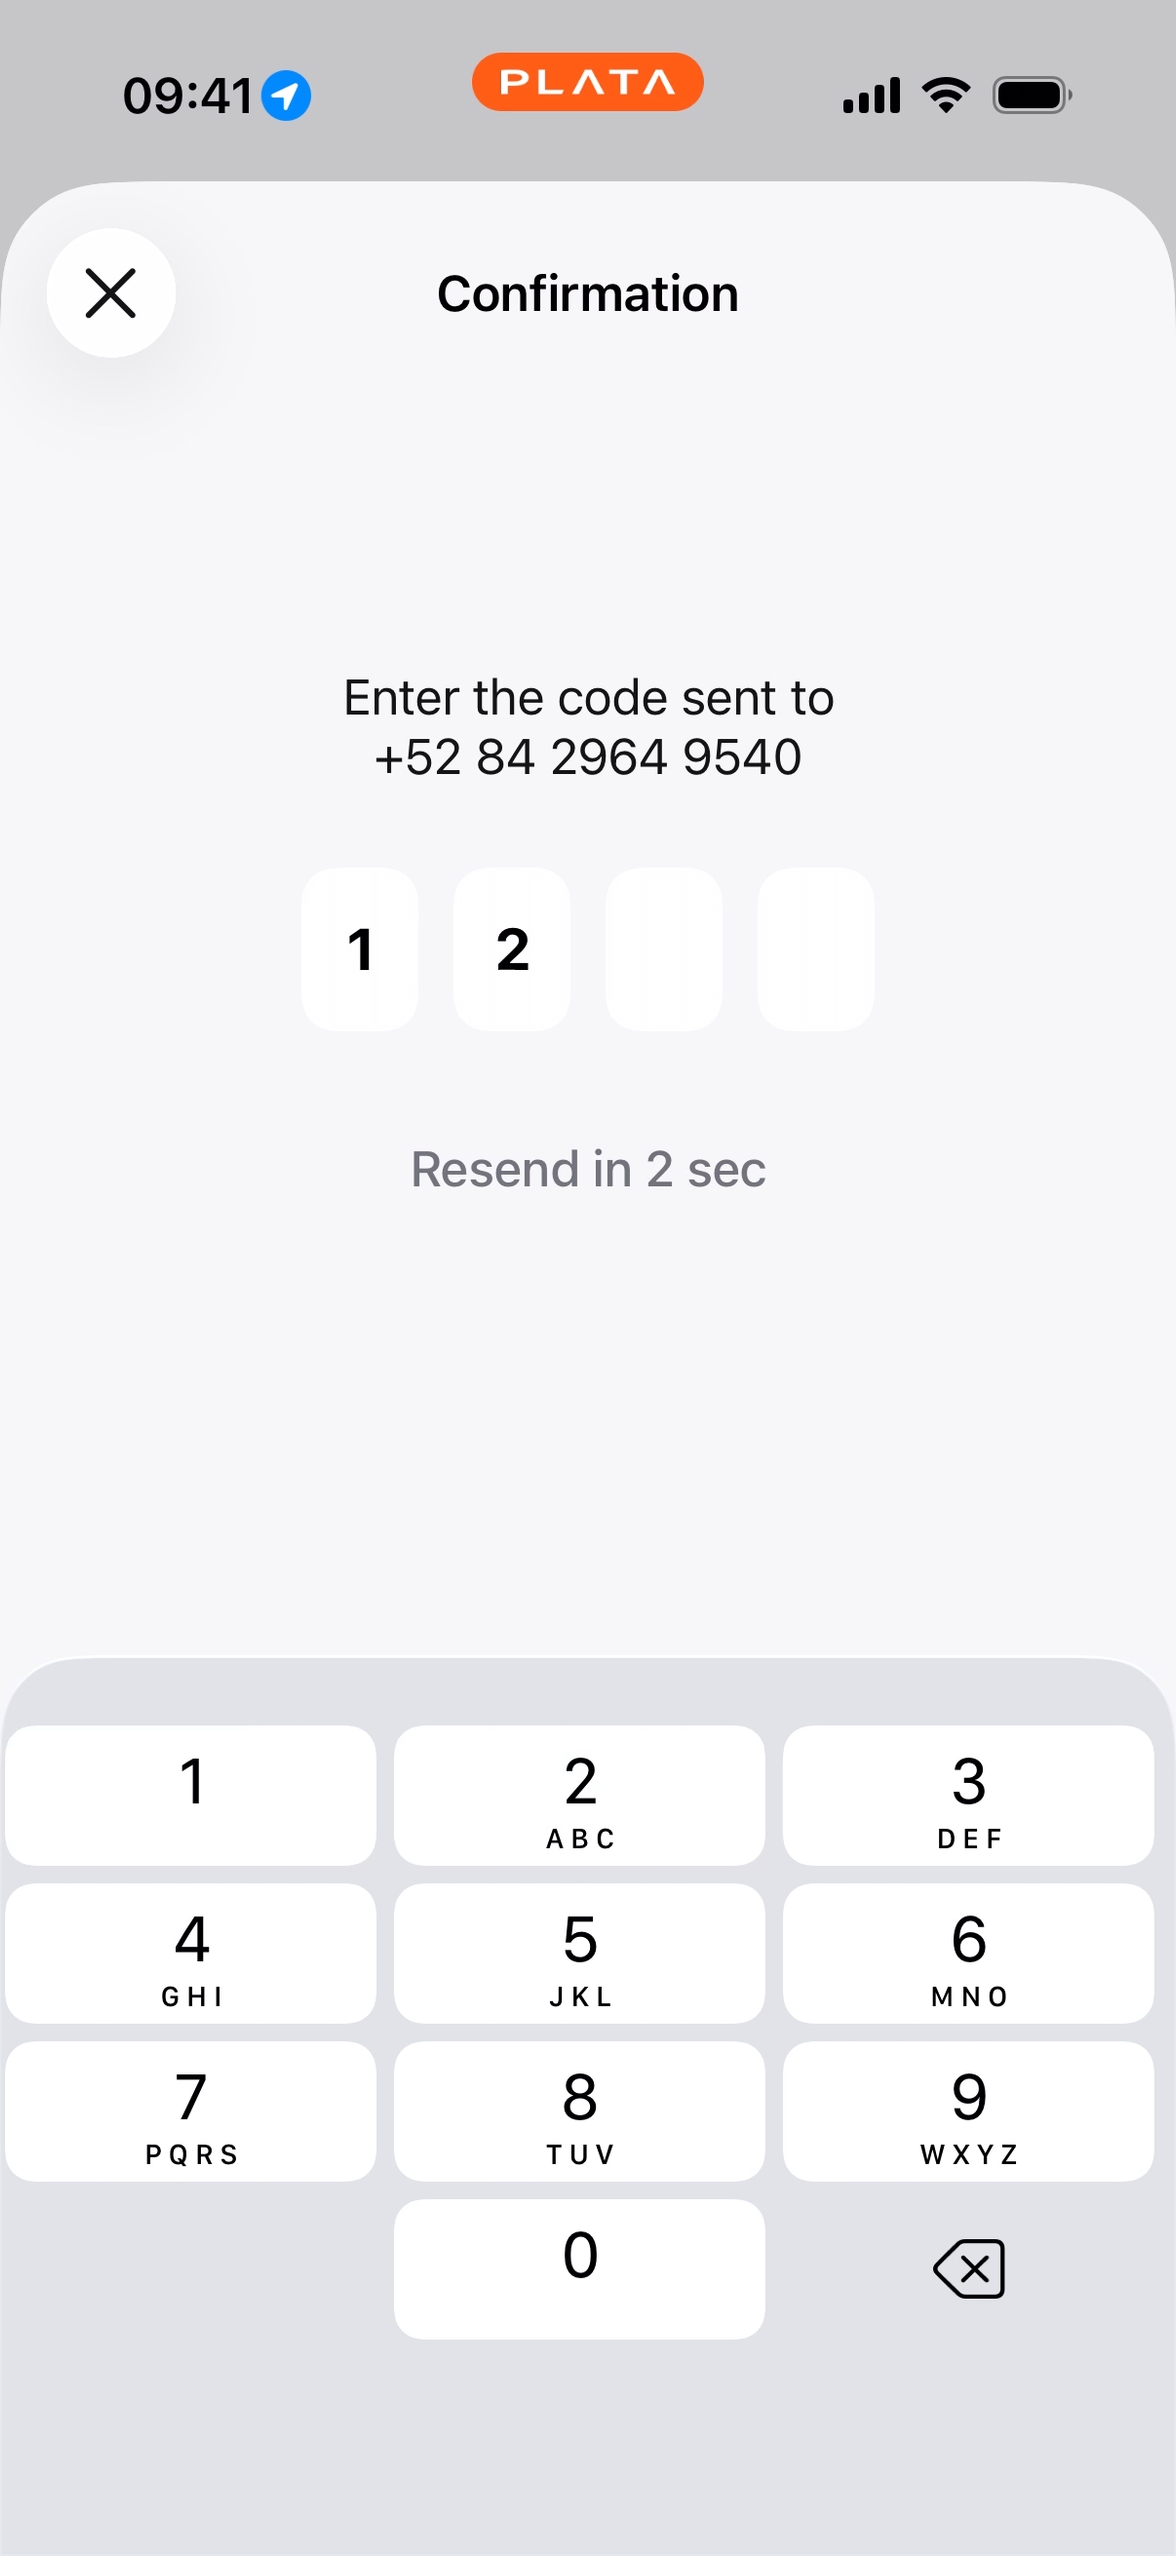 09:41
PLATA
Confirmation
Enter the code sent to
+52 84 2964 9540
1 2
Resend in 2 sec
1 2 3
ABC DEF
4 5 6
GHI JKL MNO
7 8 9
PQRS TUV WXYZ
0